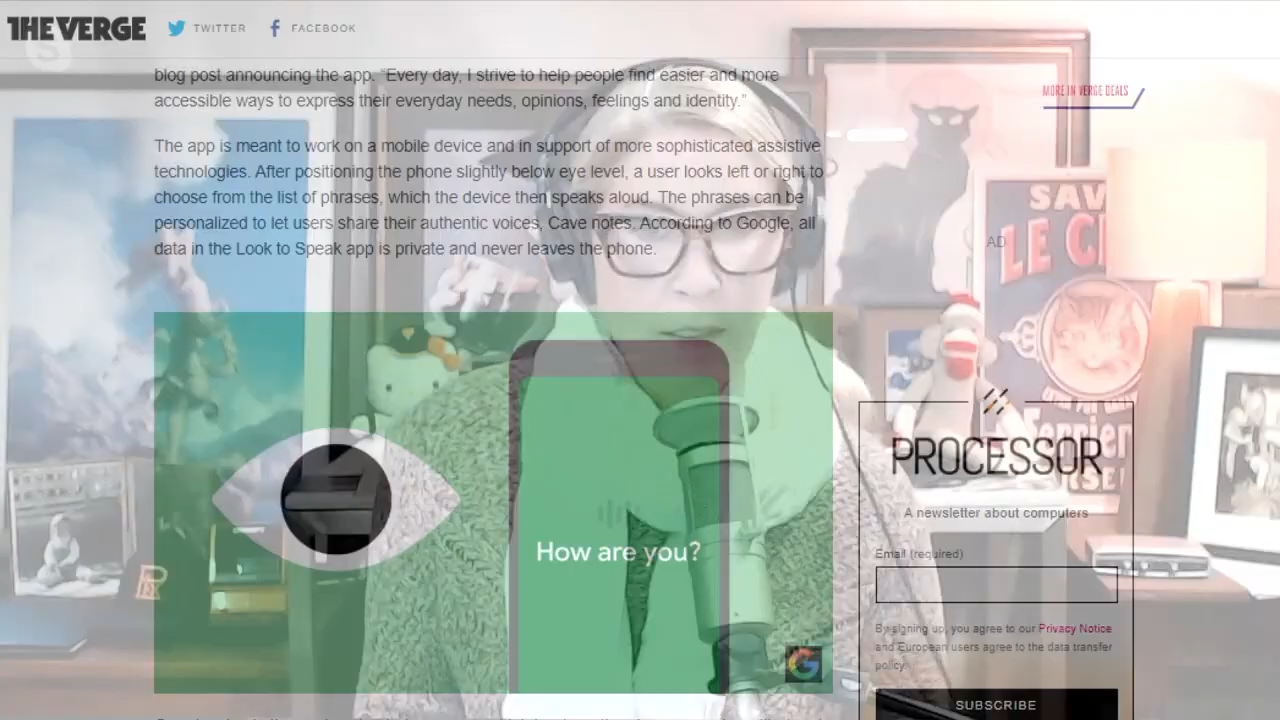 THE VERGE
TWITTER
FACEBOOK
blog post announcing the app. “Every day, I strive to help people find easier and more
accessible ways to express their everyday needs, opinions, feelings and identity.”
MORE IN VERGE DEALS
The app is meant to work on a mobile device and in support of more sophisticated assistive
technologies. After positioning the phone slightly below eye level, a user looks left or right to
choose from the list of phrases, which the device then speaks aloud. The phrases can be
personalized to let users share their authentic voices, Cave notes. According to Google, all
data in the Look to Speak app is private and never leaves the phone.
SAV
LE C
AD
How are you?
G
PROCESSOR
A newsletter about computers
Email (required)
By signing up, you agree to our Privacy Notice
and European users agree to the data transfer
policy.
SUBSCRIBE